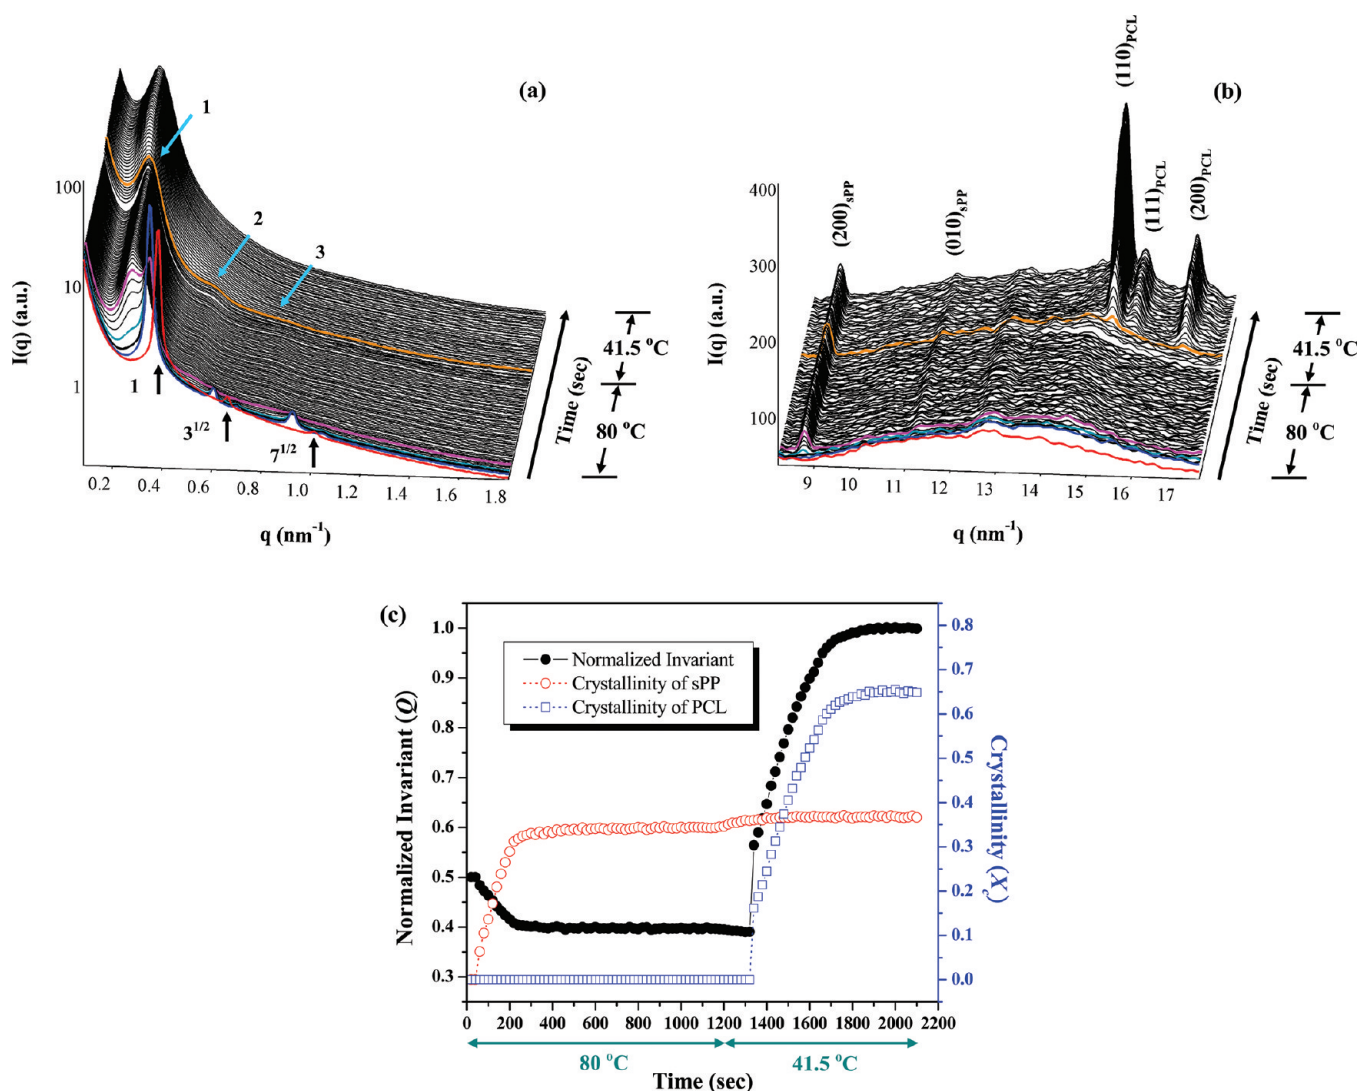 (a)
1
2
3
100
10
1
I(q) (a.u.)
1
3^{1/2}
7^{1/2}
0.2 0.4 0.6 0.8 1.0 1.2 1.4 1.6 1.8
q (nm^{-1})
Time (sec)
41.5 °C
80 °C
(b)
(200)_{sPP}
(010)_{sPP}
(110)_{PCL}
(111)_{PCL}
(200)_{PCL}
400
300
200
100
I(q) (a.u.)
9 10 11 12 13 14 15 16 17
q (nm^{-1})
Time (sec)
41.5 °C
80 °C
(c)
Normalized Invariant
Crystallinity of sPP
Crystallinity of PCL
1.0
0.9
0.8
0.7
0.6
0.5
0.4
0.3
Normalized Invariant (Q)
0.8
0.7
0.6
0.5
0.4
0.3
0.2
0.1
0.0
Crystallinity (X_c)
0 200 400 600 800 1000 1200 1400 1600 1800 2000 2200
80 °C 41.5 °C
Time (sec)